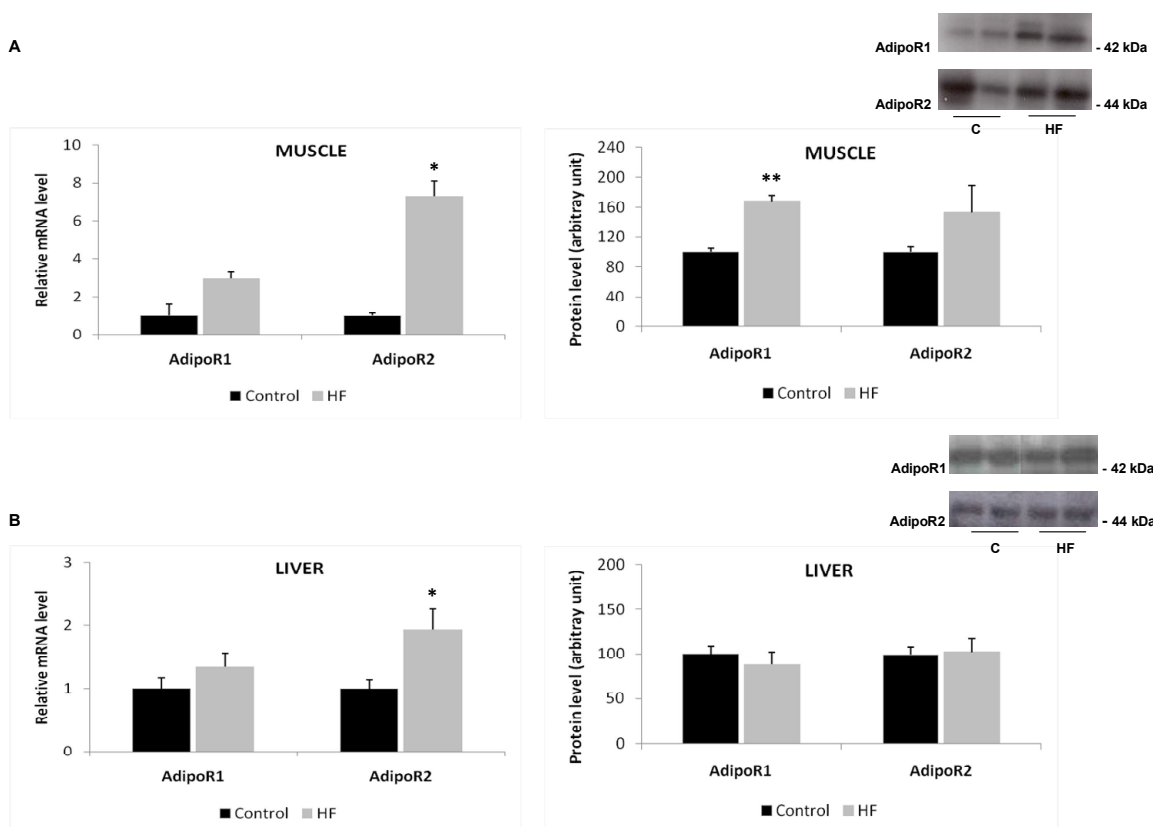 A
AdipoR1
- 42 kDa
AdipoR2
- 44 kDa
C
HF
MUSCLE
Relative mRNA level
10
8
6
4
2
0
*
AdipoR1
AdipoR2
Control
HF
MUSCLE
Protein level (arbitray unit)
240
200
160
120
80
40
0
**
AdipoR1
AdipoR2
Control
HF
B
AdipoR1
- 42 kDa
AdipoR2
- 44 kDa
C
HF
LIVER
Relative mRNA level
3
2
1
0
*
AdipoR1
AdipoR2
Control
HF
LIVER
Protein level (arbitray unit)
200
150
100
50
0
AdipoR1
AdipoR2
Control
HF